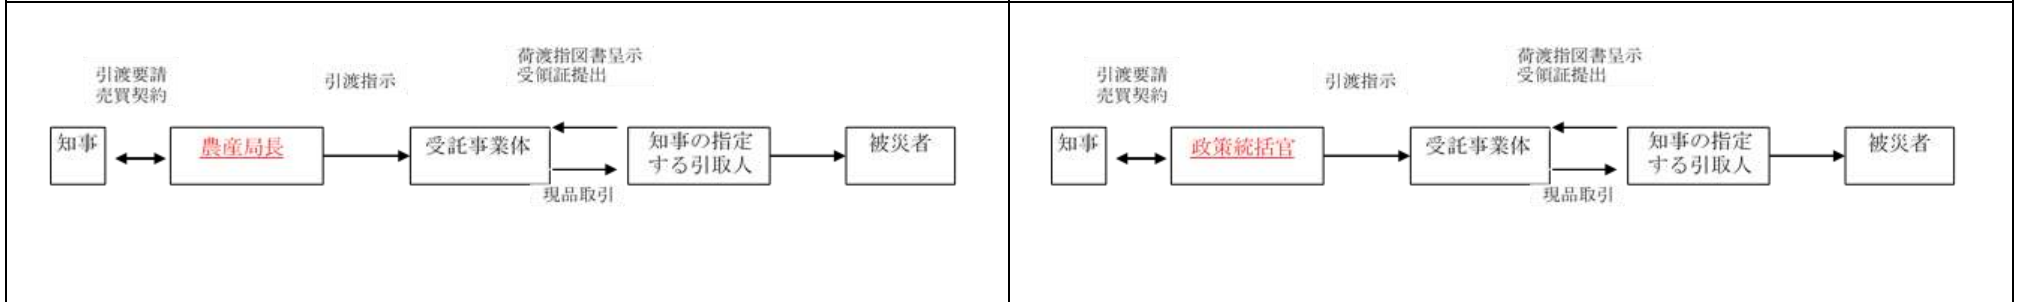 荷渡指図書呈示
受領証提出
引渡要請
売買契約
引渡指示
知事
農産局長
受託事業体
知事の指定
する引取人
被災者
現品取引
荷渡指図書呈示
受領証提出
引渡要請
売買契約
引渡指示
知事
政策統括官
受託事業体
知事の指定
する引取人
被災者
現品取引